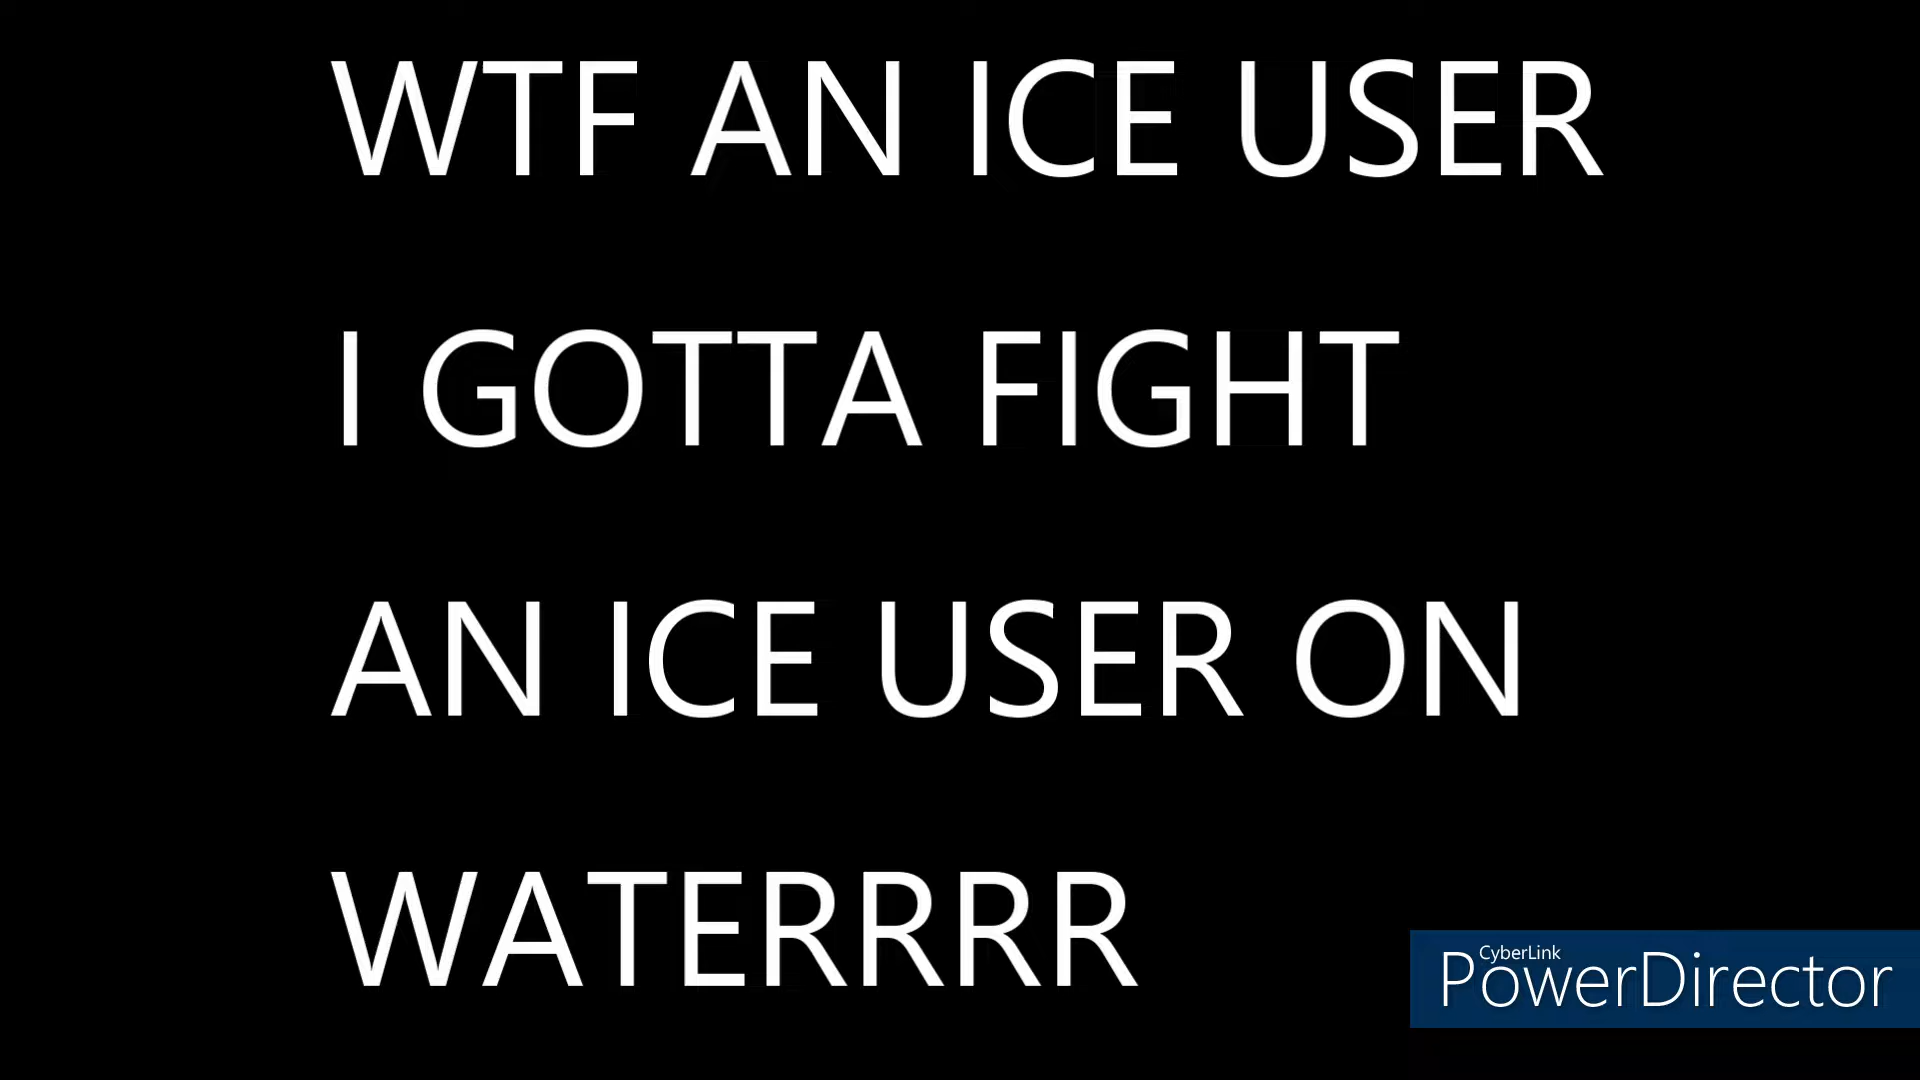 WTF AN ICE USER
I GOTTA FIGHT
AN ICE USER ON
WATERRRR
CyberLink
PowerDirector